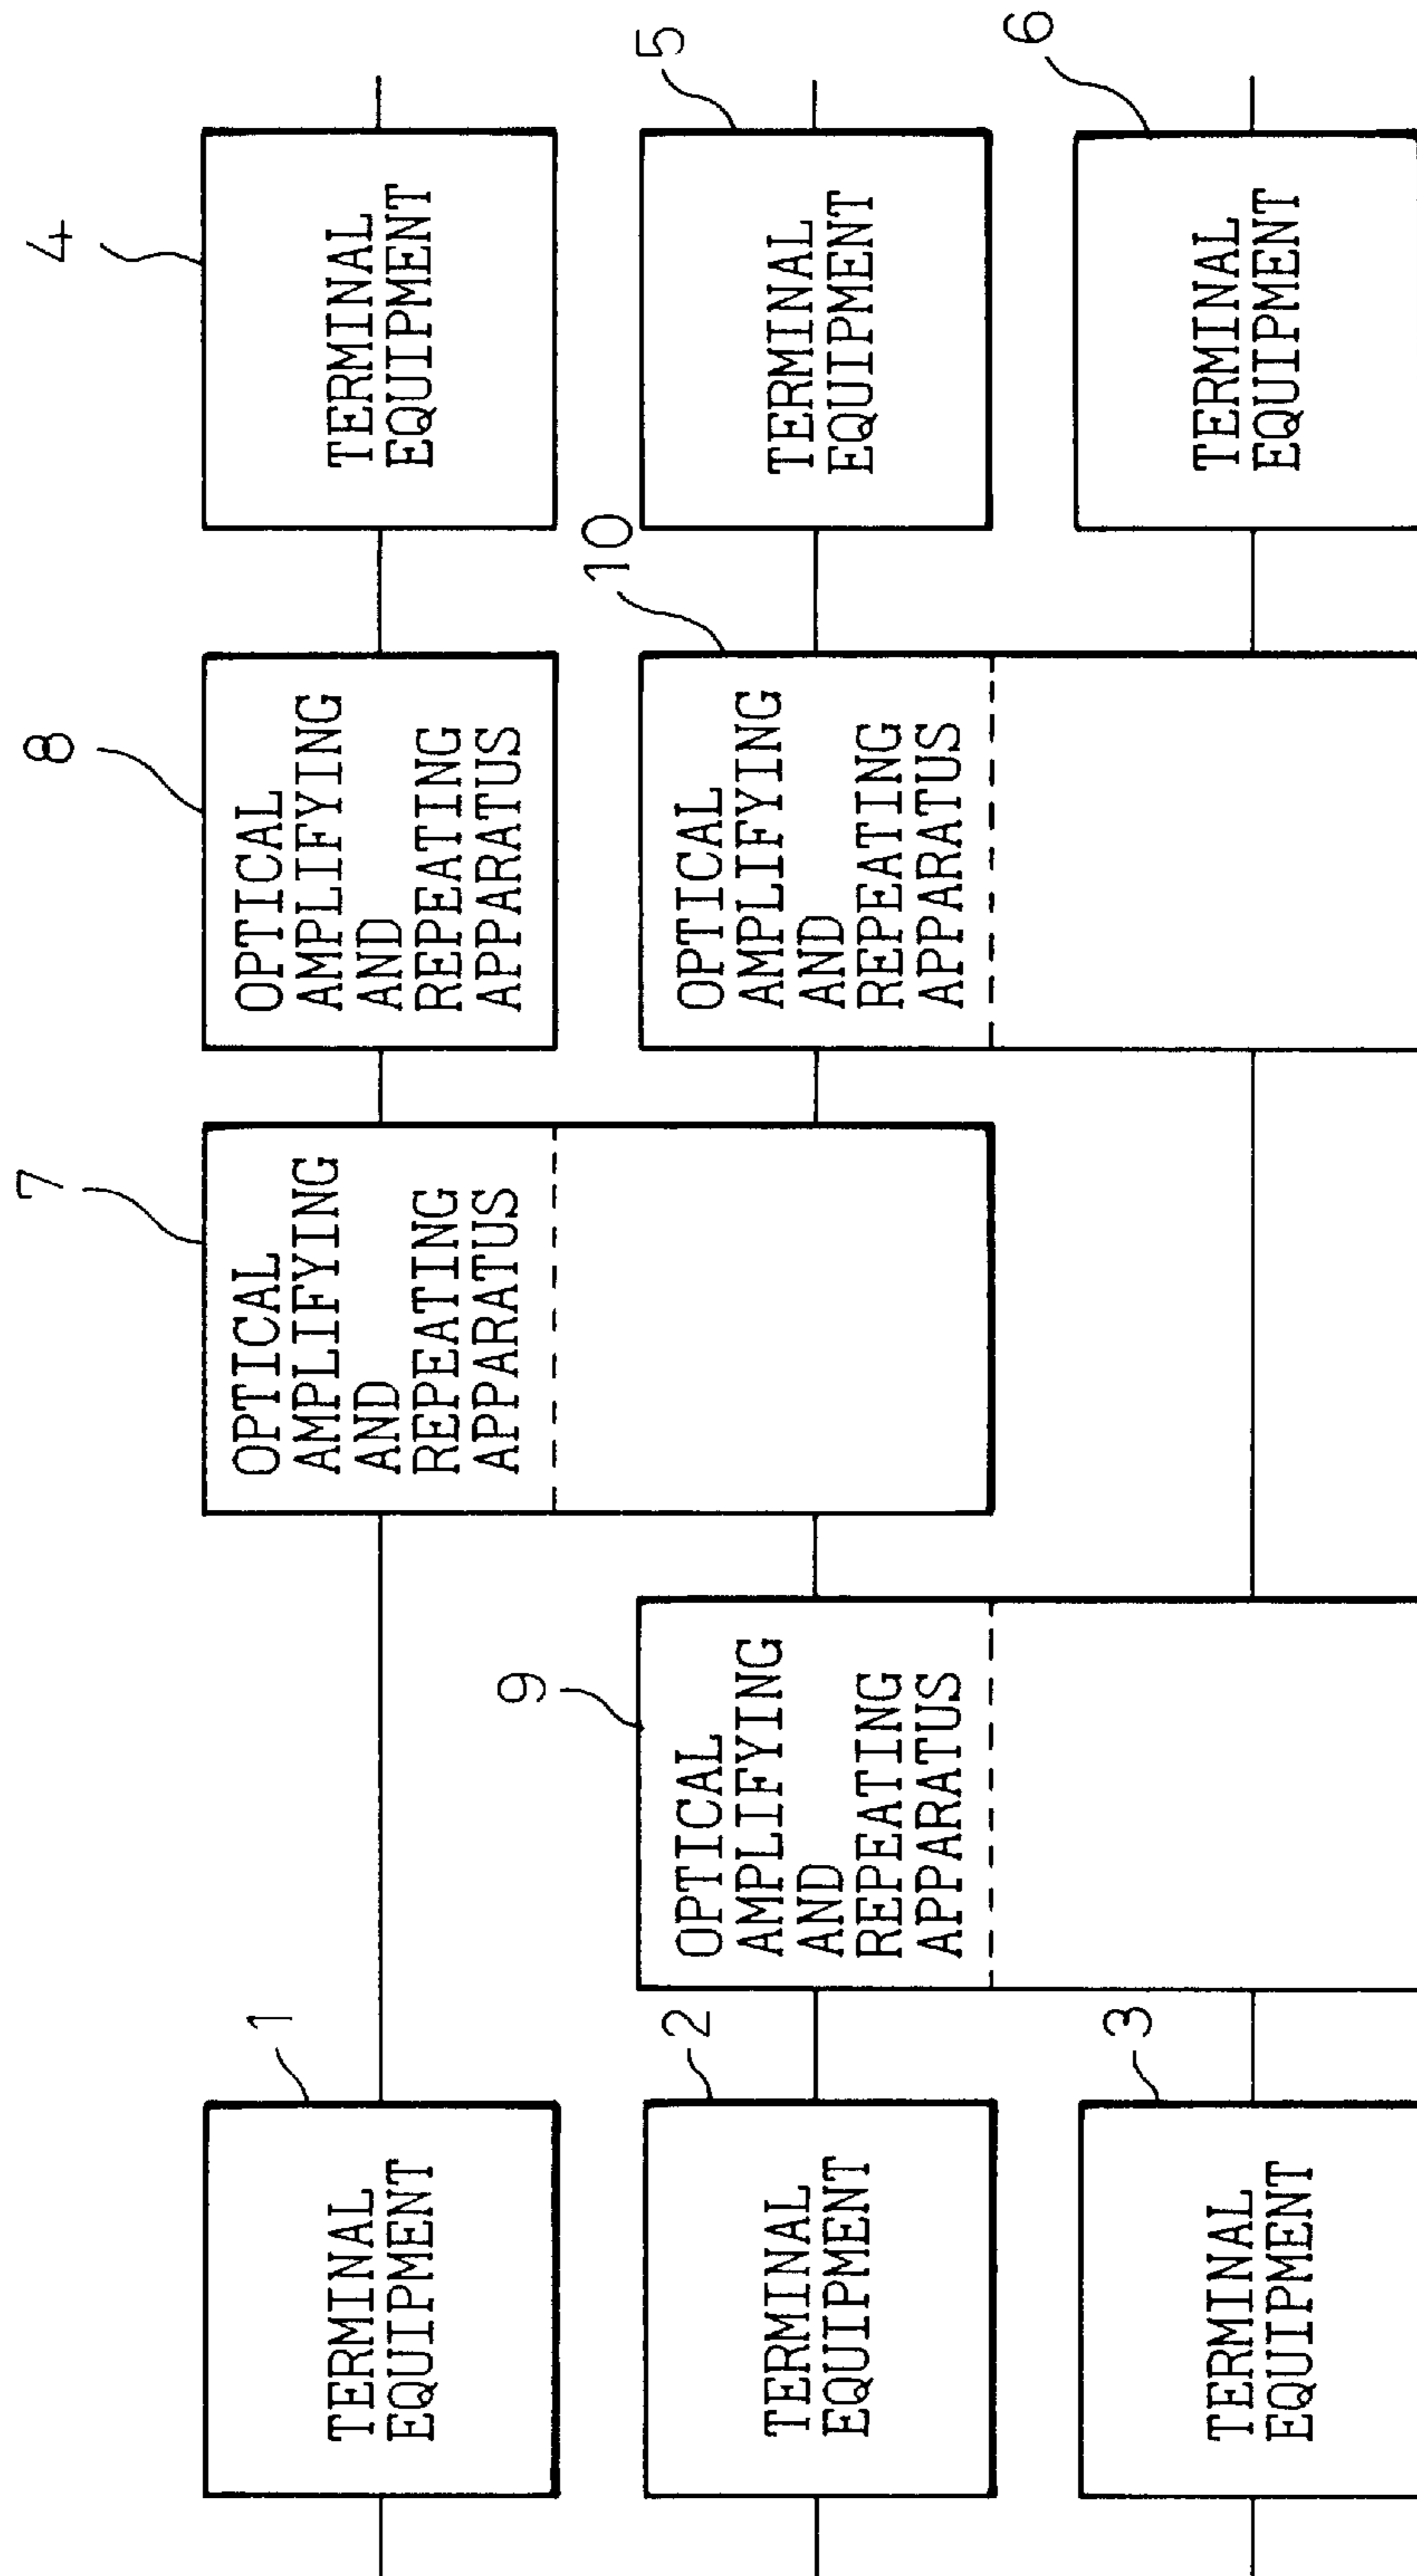 1
TERMINAL
EQUIPMENT
7
OPTICAL
AMPLIFYING
AND
REPEATING
APPARATUS
8
OPTICAL
AMPLIFYING
AND
REPEATING
APPARATUS
4
TERMINAL
EQUIPMENT
2
TERMINAL
EQUIPMENT
9
OPTICAL
AMPLIFYING
AND
REPEATING
APPARATUS
10
OPTICAL
AMPLIFYING
AND
REPEATING
APPARATUS
5
TERMINAL
EQUIPMENT
3
TERMINAL
EQUIPMENT
6
TERMINAL
EQUIPMENT